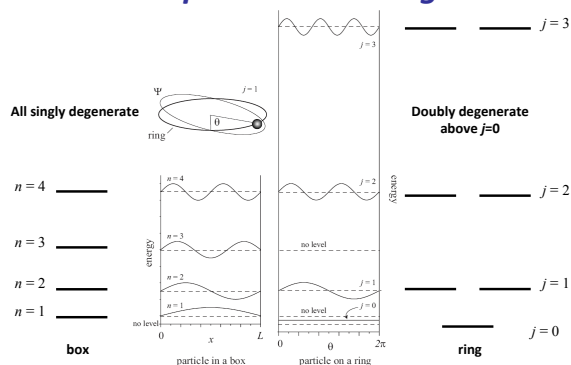 j = 3
j = 3
All singly degenerate
Ψ
j = 1
θ
ring
Doubly degenerate
above j=0
n = 4
n = 3
n = 2
n = 1
box
energy
n = 4
n = 3
n = 2
n = 1
no level
0
x
L
particle in a box
j = 2
no level
j = 1
j = 0
no level
0
θ
2π
particle on a ring
energy
j = 2
j = 1
j = 0
ring